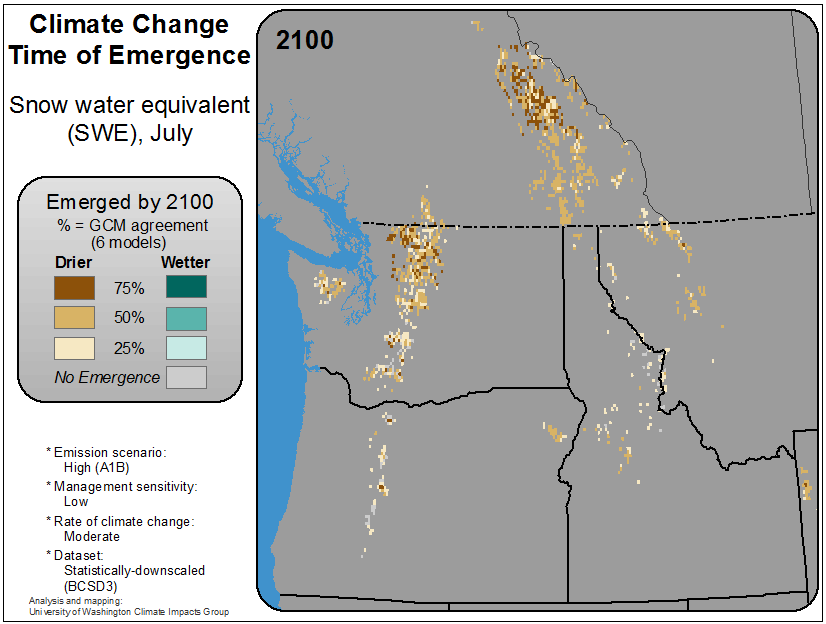 Climate Change
Time of Emergence
Snow water equivalent
(SWE), July
Emerged by 2100
% = GCM agreement
(6 models)
Drier Wetter
75%
50%
25%
No Emergence
* Emission scenario:
High (A1B)
* Management sensitivity:
Low
* Rate of climate change:
Moderate
* Dataset:
Statistically-downscaled
(BCSD3)
Analysis and mapping:
University of Washington Climate Impacts Group
2100